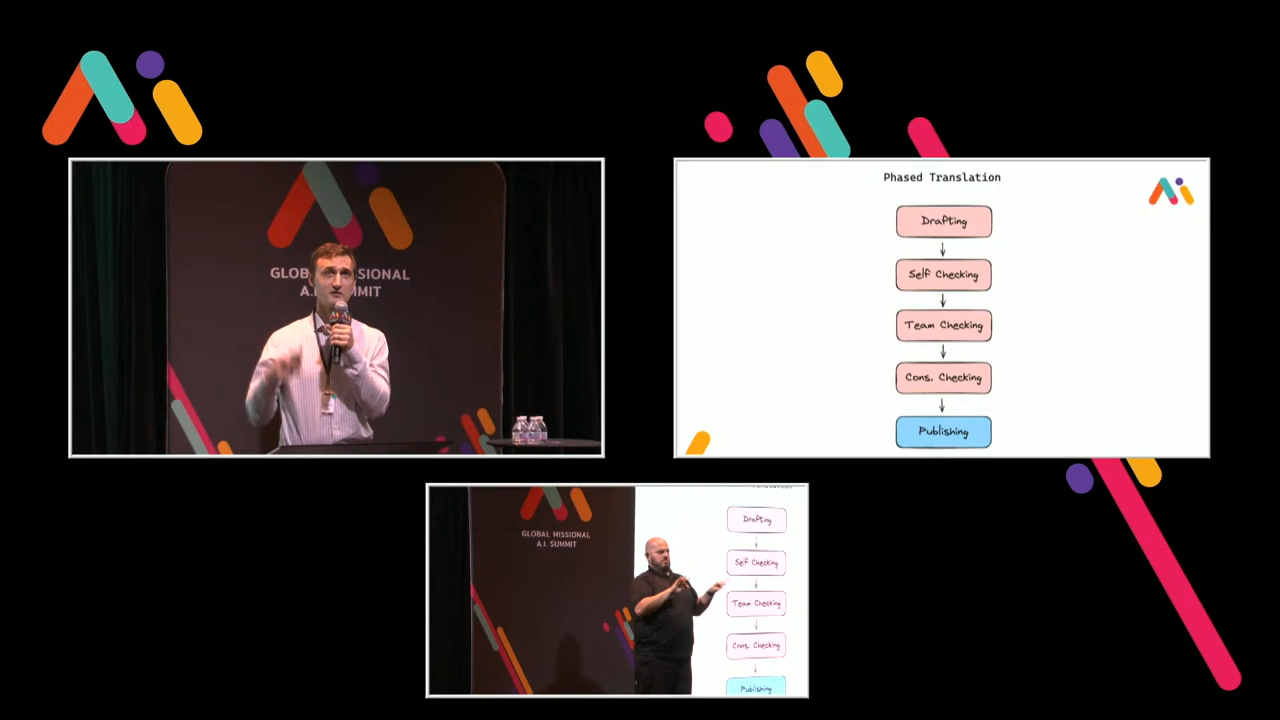 GLOBAL MISSIONAL
A.I. SUMMIT
Phased Translation
Drafting
Self Checking
Team Checking
Cons. Checking
Publishing
GLOBAL MISSIONAL
A.I. SUMMIT
Drafting
Self Checking
Team Checking
Cons. Checking
Publishing